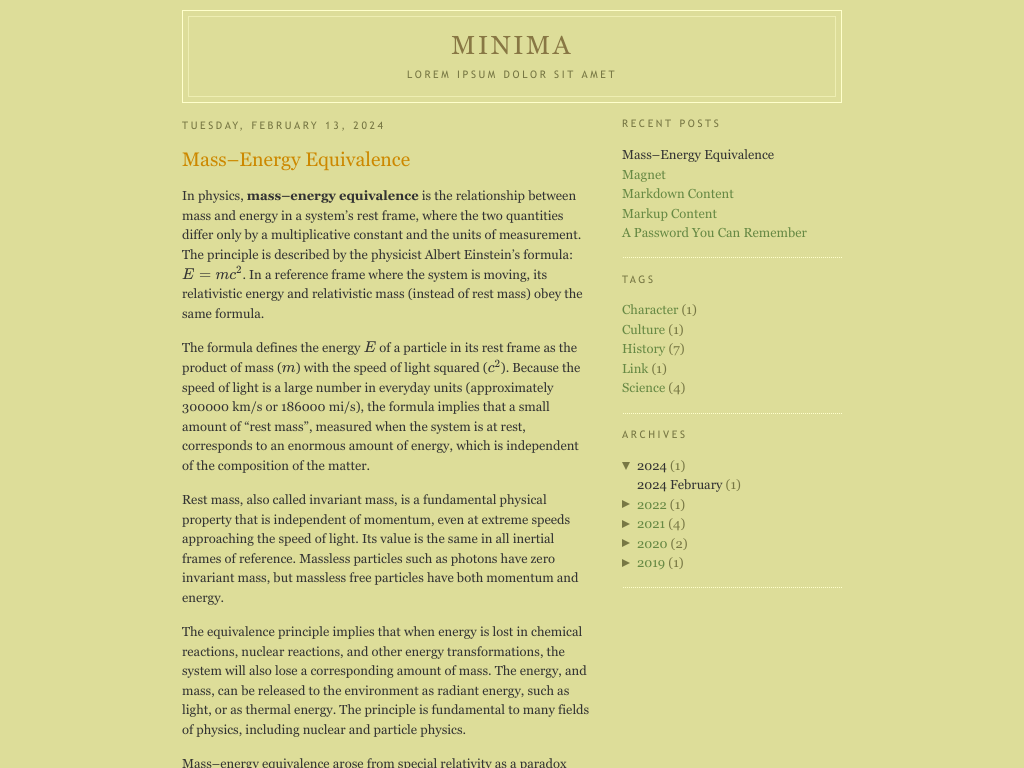 MINIMA
LOREM IPSUM DOLOR SIT AMET
TUESDAY, FEBRUARY 13, 2024
Mass–Energy Equivalence
In physics, mass–energy equivalence is the relationship between
mass and energy in a system’s rest frame, where the two quantities
differ only by a multiplicative constant and the units of measurement.
The principle is described by the physicist Albert Einstein’s formula:
E = mc². In a reference frame where the system is moving, its
relativistic energy and relativistic mass (instead of rest mass) obey the
same formula.
The formula defines the energy E of a particle in its rest frame as the
product of mass (m) with the speed of light squared (c²). Because the
speed of light is a large number in everyday units (approximately
300000 km/s or 186000 mi/s), the formula implies that a small
amount of “rest mass”, measured when the system is at rest,
corresponds to an enormous amount of energy, which is independent
of the composition of the matter.
Rest mass, also called invariant mass, is a fundamental physical
property that is independent of momentum, even at extreme speeds
approaching the speed of light. Its value is the same in all inertial
frames of reference. Massless particles such as photons have zero
invariant mass, but massless free particles have both momentum and
energy.
The equivalence principle implies that when energy is lost in chemical
reactions, nuclear reactions, and other energy transformations, the
system will also lose a corresponding amount of mass. The energy, and
mass, can be released to the environment as radiant energy, such as
light, or as thermal energy. The principle is fundamental to many fields
of physics, including nuclear and particle physics.
Mass–energy equivalence arose from special relativity as a paradox
RECENT POSTS
Mass–Energy Equivalence
Magnet
Markdown Content
Markup Content
A Password You Can Remember
TAGS
Character (1)
Culture (1)
History (7)
Link (1)
Science (4)
ARCHIVES
▼ 2024 (1)
2024 February (1)
► 2022 (1)
► 2021 (4)
► 2020 (2)
► 2019 (1)